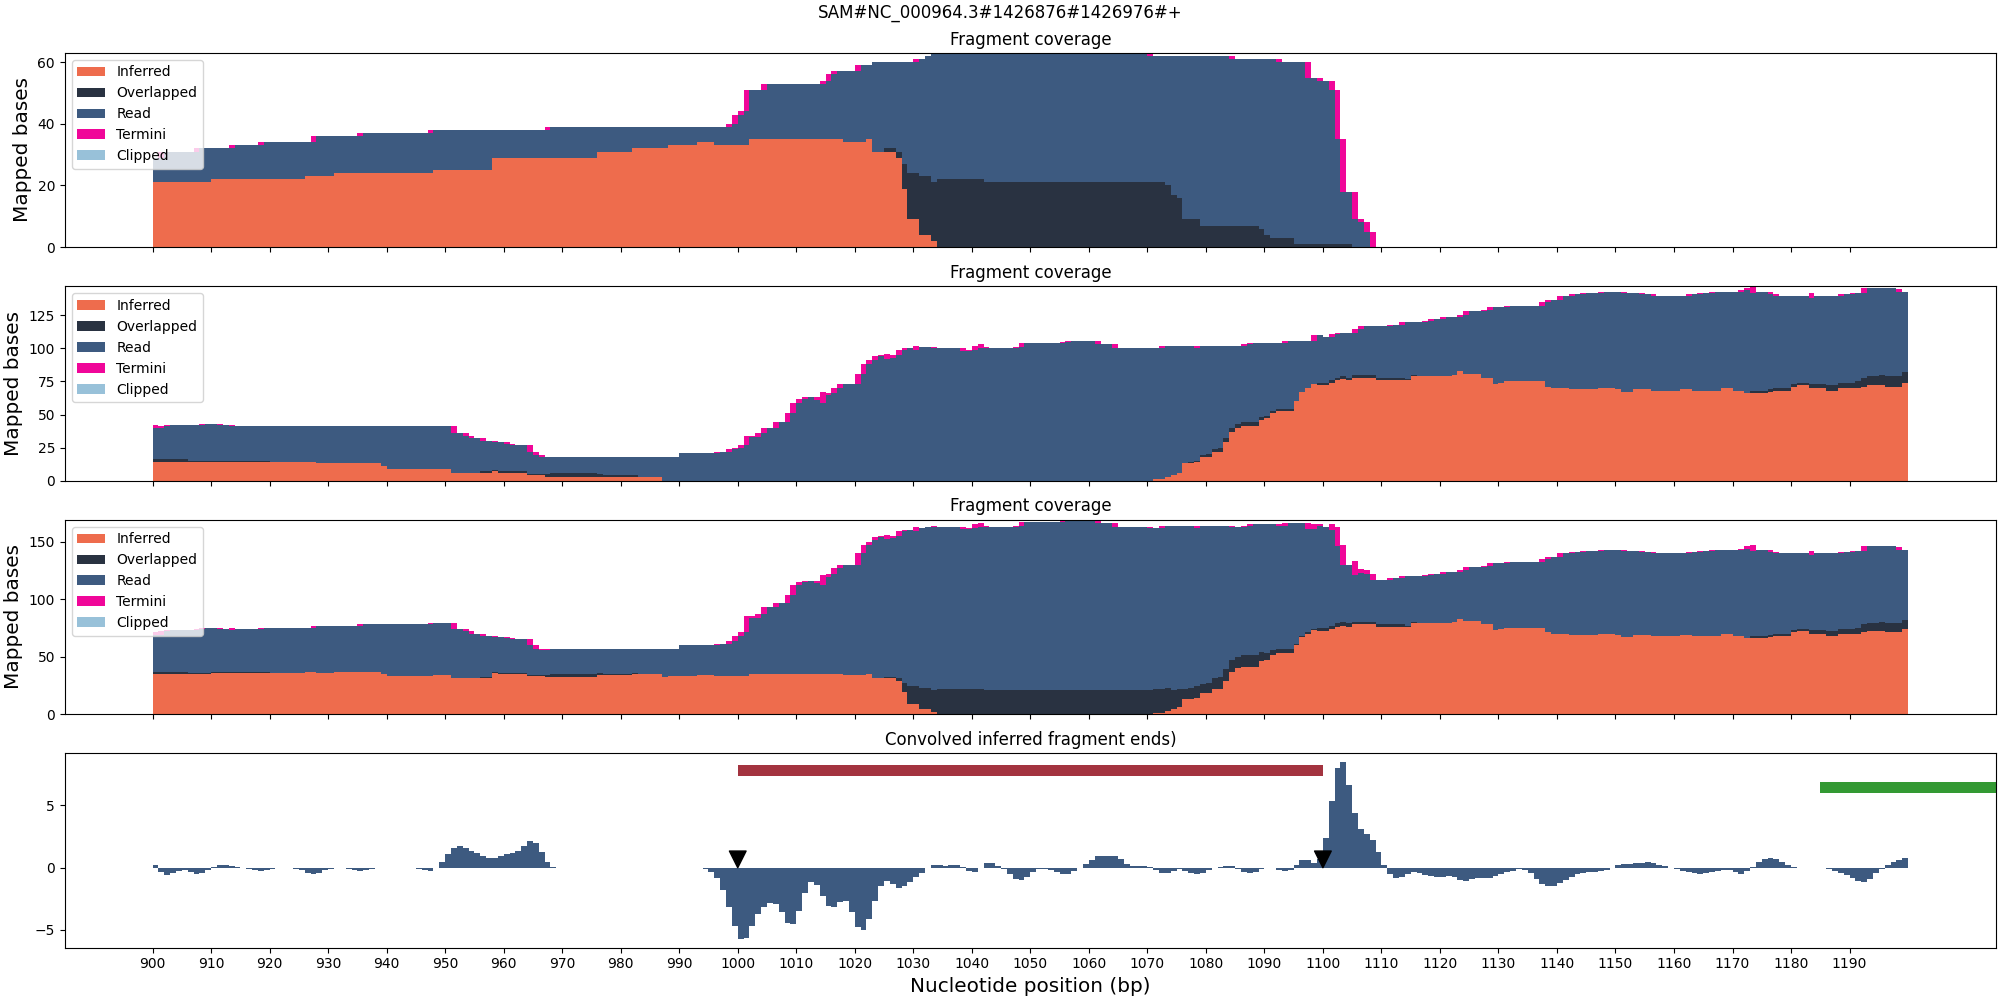 SAM#NC_000964.3#1426876#1426976#+
Fragment coverage
Mapped bases
60
40
20
0
Inferred
Overlapped
Read
Termini
Clipped
Fragment coverage
Mapped bases
125
100
75
50
25
0
Inferred
Overlapped
Read
Termini
Clipped
Fragment coverage
Mapped bases
150
100
50
0
Inferred
Overlapped
Read
Termini
Clipped
Convolved inferred fragment ends)
5
0
−5
900 910 920 930 940 950 960 970 980 990 1000 1010 1020 1030 1040 1050 1060 1070 1080 1090 1100 1110 1120 1130 1140 1150 1160 1170 1180 1190
Nucleotide position (bp)